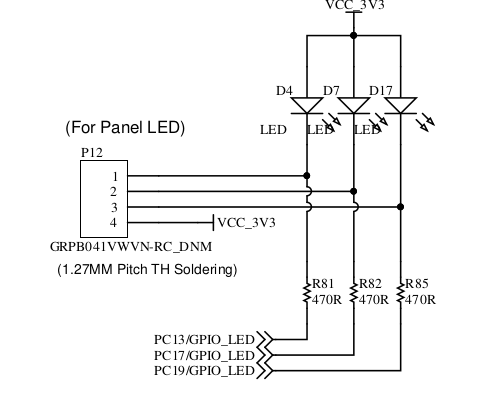 VCC_3V3
D4 D7 D17
LED LED LED
(For Panel LED)
P12
1
2
3
4 VCC_3V3
GRPB041VWVN-RC_DNM
(1.27MM Pitch TH Soldering)
R81 R82 R85
470R 470R 470R
PC13/GPIO_LED
PC17/GPIO_LED
PC19/GPIO_LED